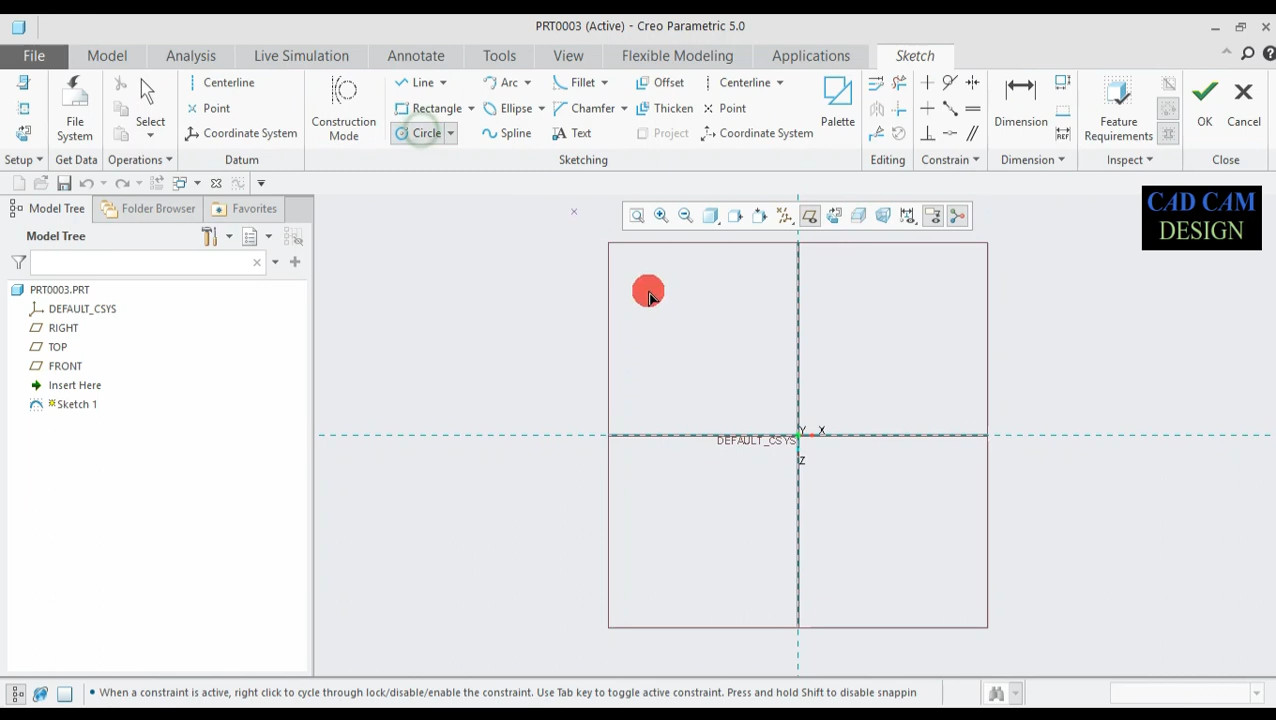 PRT0003 (Active) - Creo Parametric 5.0
File Model Analysis Live Simulation Annotate Tools View Flexible Modeling Applications Sketch
Centerline Line Arc Fillet Offset Centerline
Point Rectangle Ellipse Chamfer Thicken Point
Coordinate System Circle Spline Text Project Coordinate System
File System
Select
Construction Mode
Palette
Dimension
Feature Requirements
OK
Cancel
Setup Get Data Operations Datum Sketching Editing Constrain Dimension Inspect Close
Model Tree Folder Browser Favorites
Model Tree
PRT0003.PRT
DEFAULT_CSYS
RIGHT
TOP
FRONT
Insert Here
Sketch 1
CAD CAM
DESIGN
Y X
DEFAULT_CSYS
Z
• When a constraint is active, right click to cycle through lock/disable/enable the constraint. Use Tab key to toggle active constraint. Press and hold Shift to disable snappin